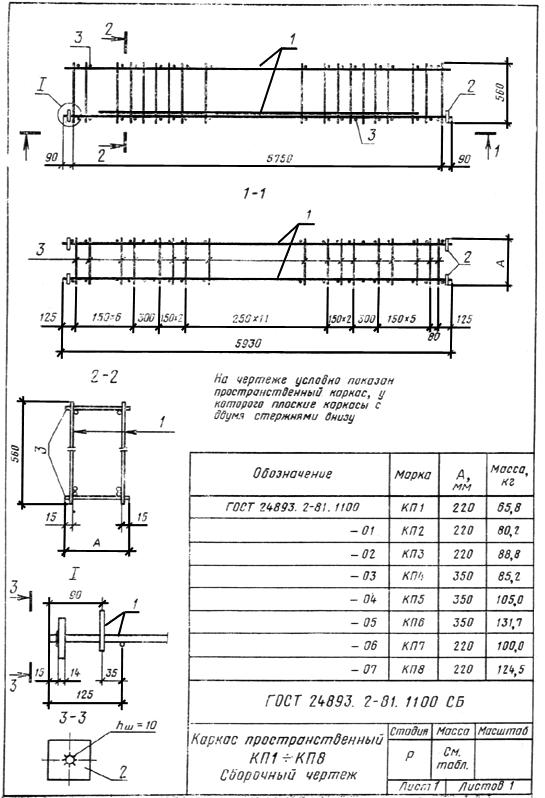 2
3
1
I
2
560
2
3
1
90
5750
90
1-1
1
3
2
A
125
150×6
300
150×2
250×11
150×2
300
150×5
80
125
5930
2-2
На чертеже условно показан
пространственный каркас, у
которого плоские каркасы с
двумя стержнями внизу
560
3
1
15
15
A
Обозначение Марка А, мм Масса, кг
ГОСТ 24893. 2-81. 1100 КП1 220 65,8
-01 КП2 220 80,2
-02 КП3 220 88,8
-03 КП4 350 85,2
-04 КП5 350 105,0
-05 КП6 350 131,7
-06 КП7 220 100,0
-07 КП8 220 124,5
I
3
90
1
3
15
14
35
125
3-3
hш=10
2
ГОСТ 24893. 2-81. 1100 СБ
Каркас пространственный
КП1÷КП8
Сборочный чертеж
Стадия Масса Масштаб
Р См. табл.
Лист 1 Листов 1